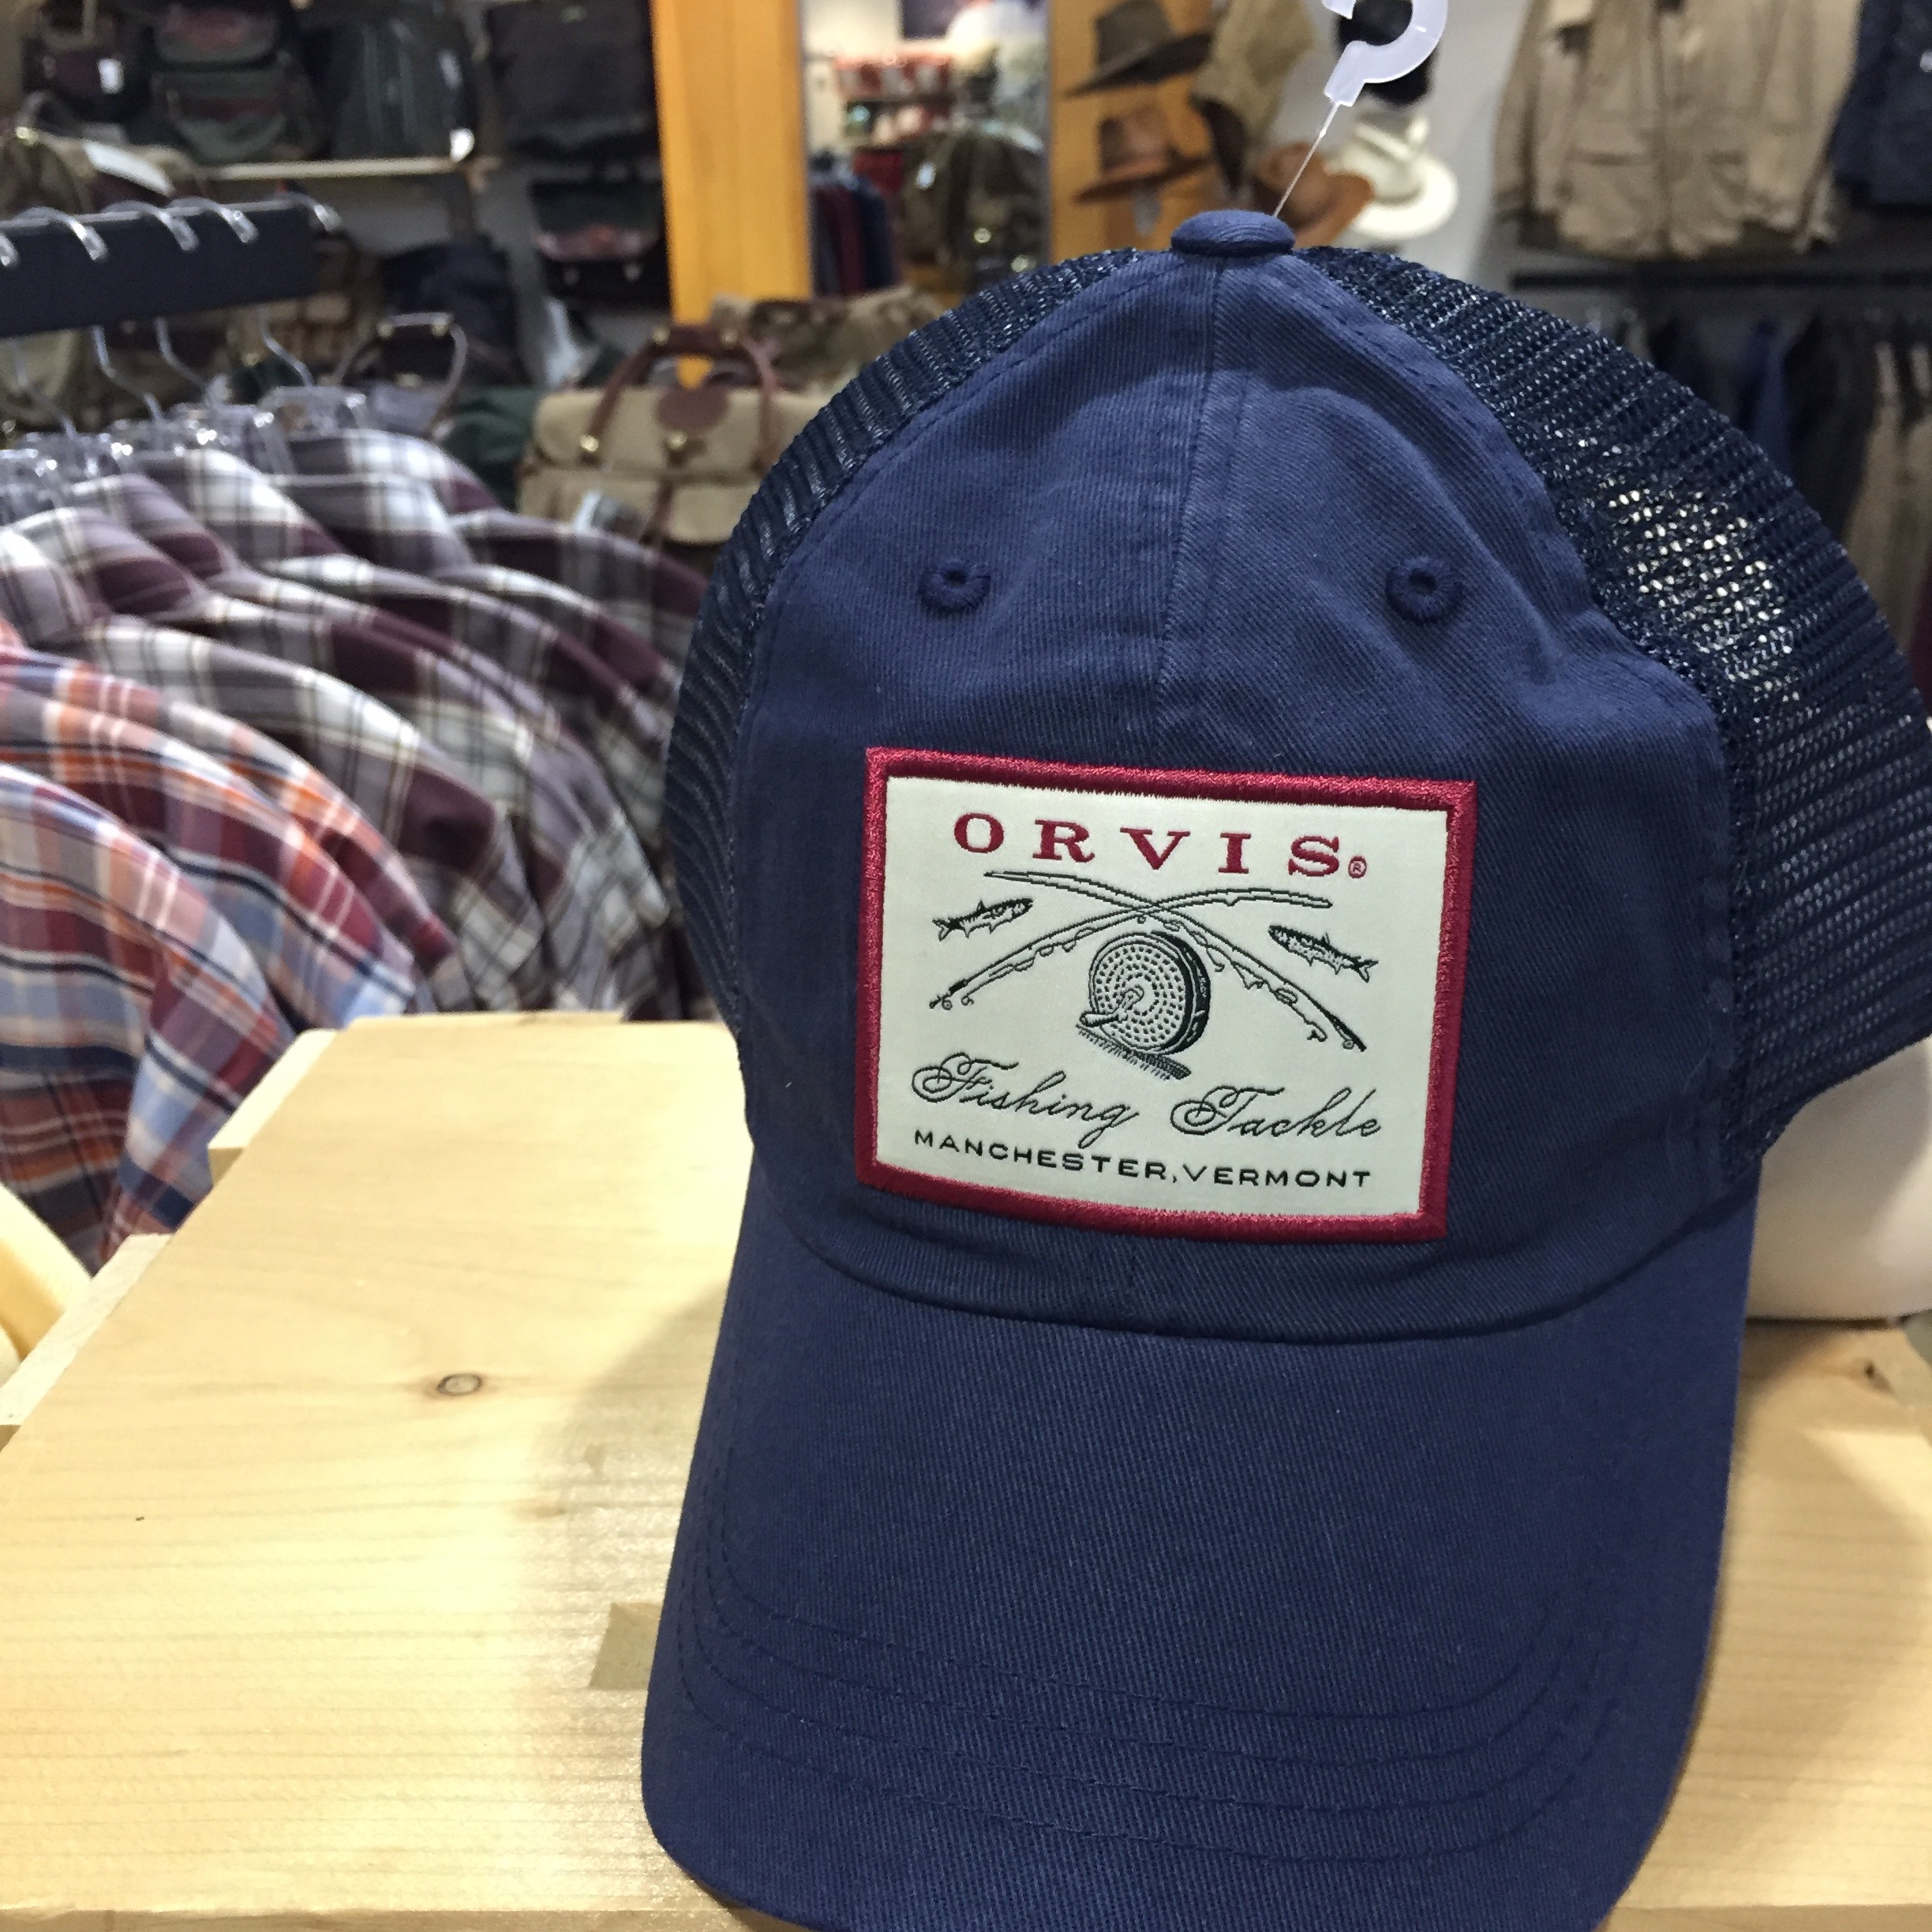 ORVIS®
Fishing Tackle
MANCHESTER, VERMONT